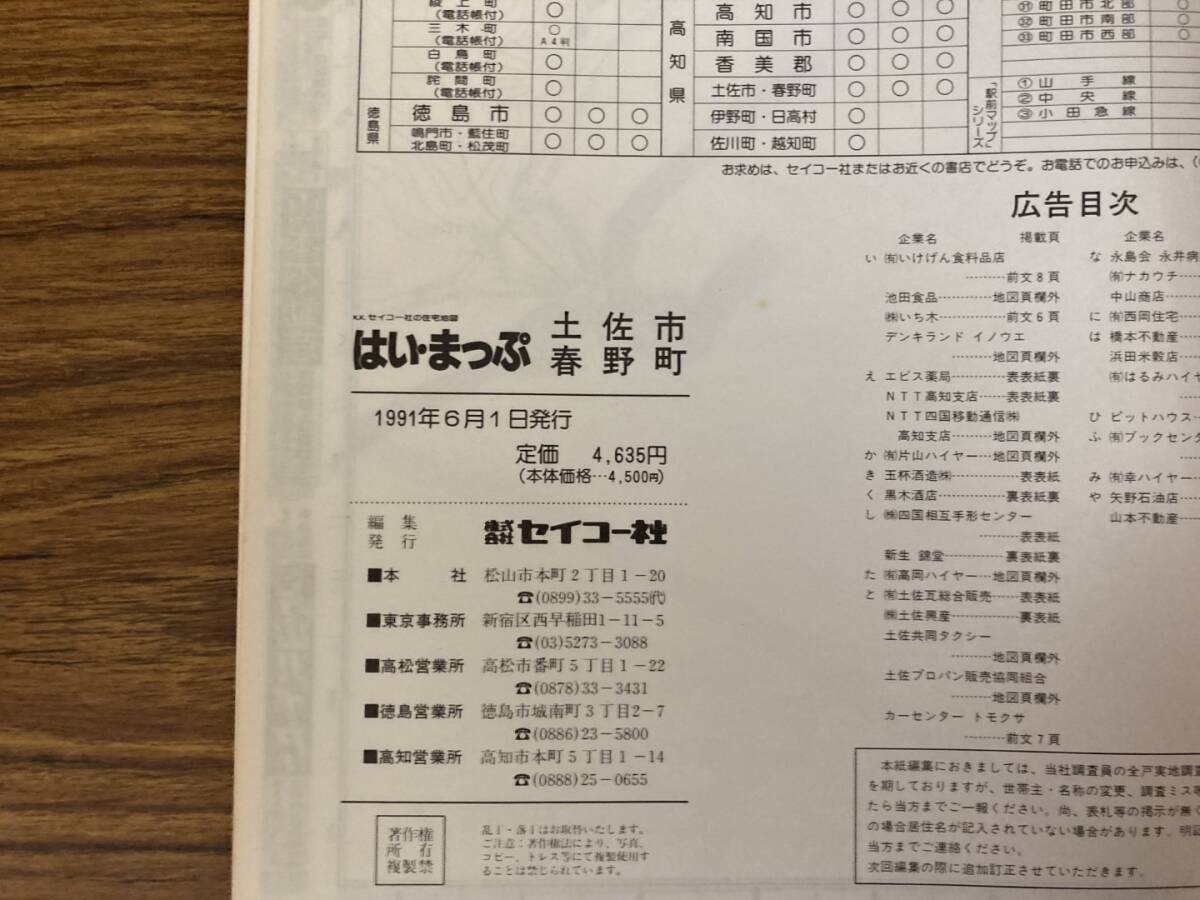 (電話帳付) ○
三木町 ○
(電話帳付) A4判
白鳥町
(電話帳付) ○
詫間町
(電話帳付) ○
徳島県
徳島市 ○ ○ ○
鳴門市・藍住町
北島町・松茂町 ○ ○ ○
高知県
高知市 ○ ○ ○
南国市 ○ ○ ○
香美郡 ○ ○ ○
土佐市・春野町 ○ ○ ○
伊野町・日高村 ○
佐川町・越知町 ○
㉛町田市北部 ○
㉜町田市南部 ○
㉝町田市西部 ○
「駅前マップ」シリーズ
①山手線
②中央線
③小田急線
お求めは、セイコー社またはお近くの書店でどうぞ。お電話でのお申込みは、
広告目次
企業名 掲載頁
い ㈲いけげん食料品店
………前文8頁
池田食品…………地図頁欄外
㈱いち木…………前文6頁
デンキランド イノウエ
………地図頁欄外
え エビス薬局………表表紙裏
NTT高知支店……表表紙裏
NTT四国移動通信㈱
高知支店………地図頁欄外
か ㈲片山ハイヤー…地図頁欄外
き 玉杯酒造㈱…………表表紙
く 黒木酒店…………裏表紙裏
し ㈱四国相互手形センター
…………表表紙
新生 錦堂…………裏表紙裏
た ㈲高岡ハイヤー…地図頁欄外
と ㈲土佐瓦総合販売……表表紙
㈱土佐興産…………裏表紙
土佐共同タクシー
………地図頁欄外
土佐プロパン販売協同組合
………地図頁欄外
カーセンター トモクサ
………前文7頁
企業名
な 永島会 永井病
㈲ナカウチ……
中山商店………
に ㈲西岡住宅……
は 橋本不動産……
浜田米穀店……
㈲はるみハイヤ
ひ ピットハウス…
ふ ㈲ブックセンタ
み ㈲幸ハイヤー…
や 矢野石油店……
山本不動産……
K.K.セイコー社の住宅地図
はい・まっぷ 土佐市
春野町
1991年6月1日発行
定価 4,635円
(本体価格…4,500円)
編集
発行
株式会社 セイコー社
■本社 松山市本町2丁目1-20
☎(0899)33-5555㈹
■東京事務所 新宿区西早稲田1-11-5
☎(03)5273-3088
■高松営業所 高松市番町5丁目1-22
☎(0878)33-3431
■徳島営業所 徳島市城南町3丁目2-7
☎(0886)23-5800
■高知営業所 高知市本町5丁目1-14
☎(0888)25-0655
著作権
所有
複製禁
乱丁・落丁はお取替いたします。
ご注意：著作権法により、写真、
コピー、トレス等にて複製使用す
ることは禁じられています。
本紙編集におきましては、当社調査員の全戸実地調査
を期しておりますが、世帯主・名称の変更、調査ミス等
たら当方までご一報ください。尚、表札等の掲示が無く
の場合居住名が記入されていない場合があります。明記
当方までご連絡ください。
次回編集の際に追加訂正させていただきます。